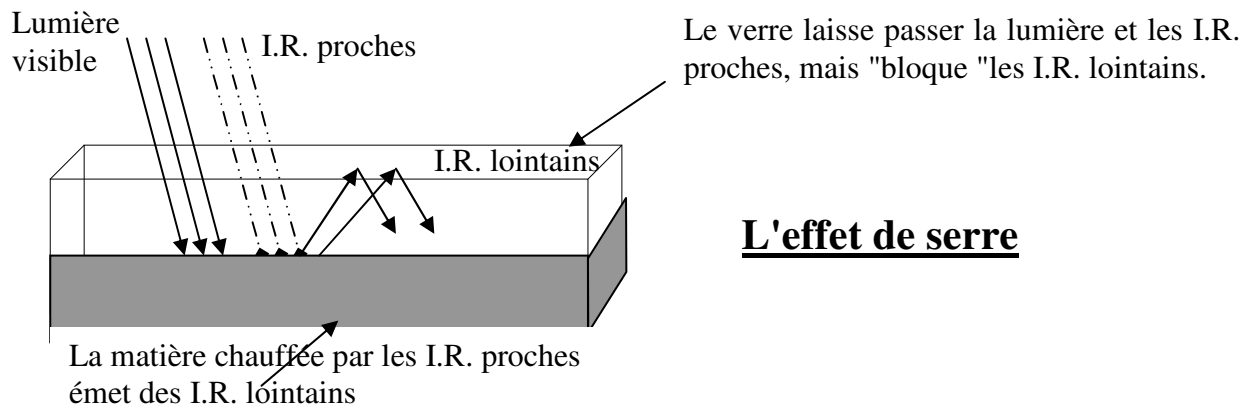 Lumière
visible
I.R. proches
Le verre laisse passer la lumière et les I.R.
proches, mais "bloque "les I.R. lointains.
I.R. lointains
L'effet de serre
La matière chauffée par les I.R. proches
émet des I.R. lointains